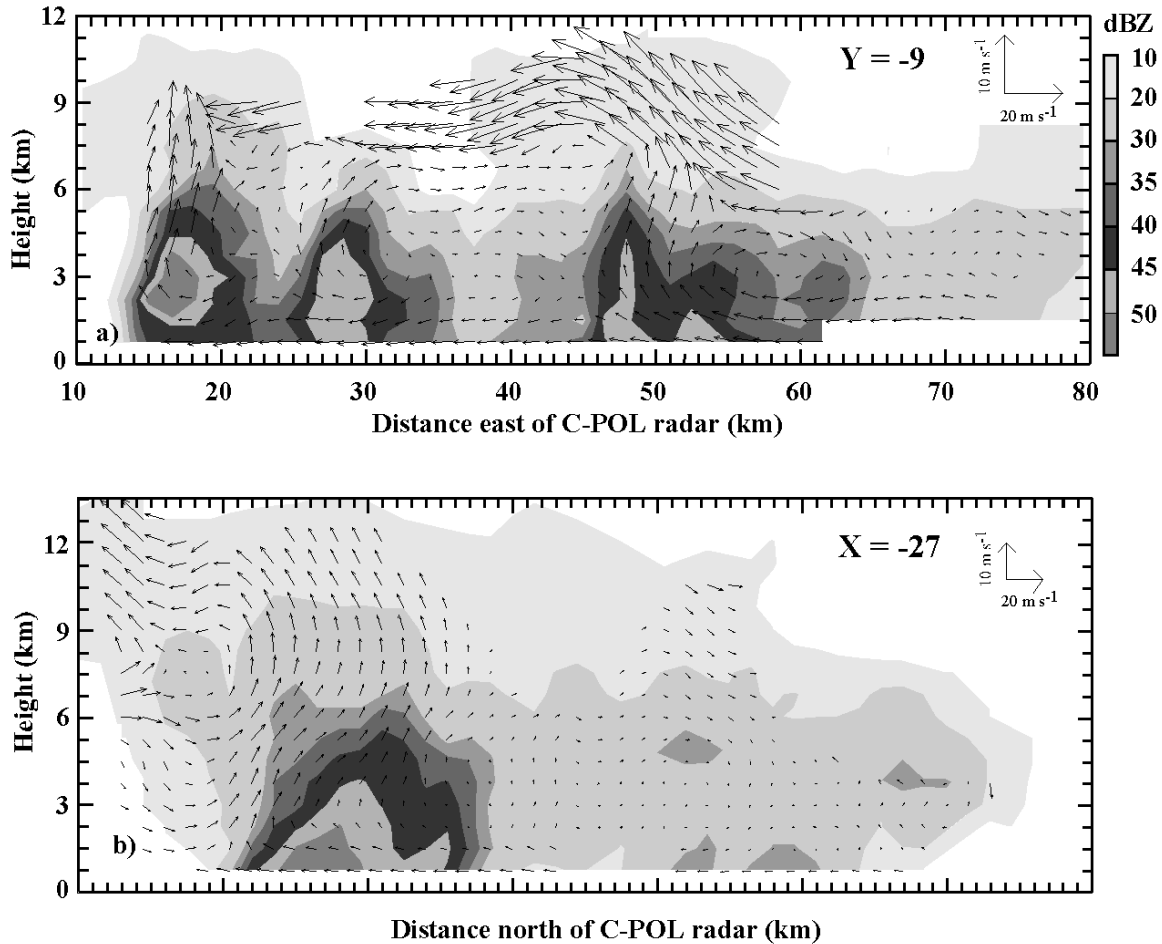 dBZ
12
Y = -9
10 m s-1
20 m s-1
10
20
30
35
40
45
50
9
6
3
0
Height (km)
a)
10 20 30 40 50 60 70 80
Distance east of C-POL radar (km)
12
X = -27
10 m s-1
20 m s-1
9
6
3
0
Height (km)
b)
Distance north of C-POL radar (km)